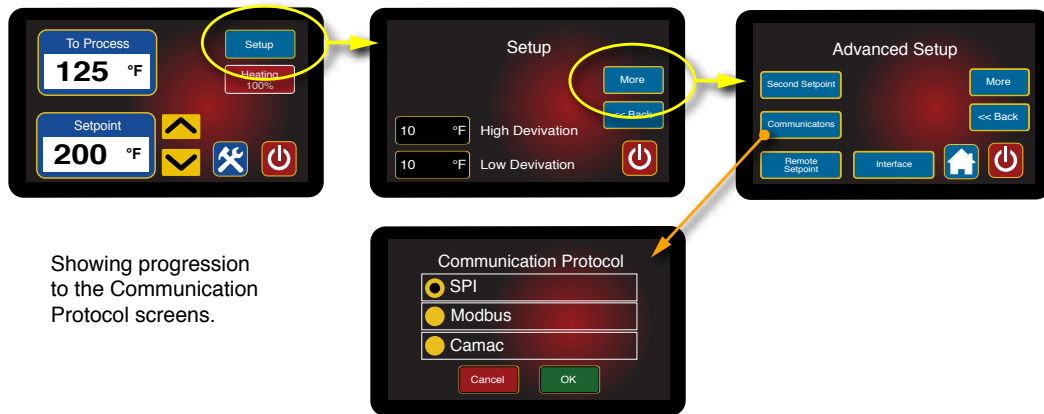 To Process
125 °F
Setup
Heating
100%
Setpoint
200 °F
Setup
More
<< Back
10 °F High Devivation
10 °F Low Devivation
Advanced Setup
Second Setpoint
More
Communicatons
<< Back
Remote
Setpoint
Interface
Showing progression
to the Communication
Protocol screens.
Communication Protocol
SPI
Modbus
Camac
Cancel
OK